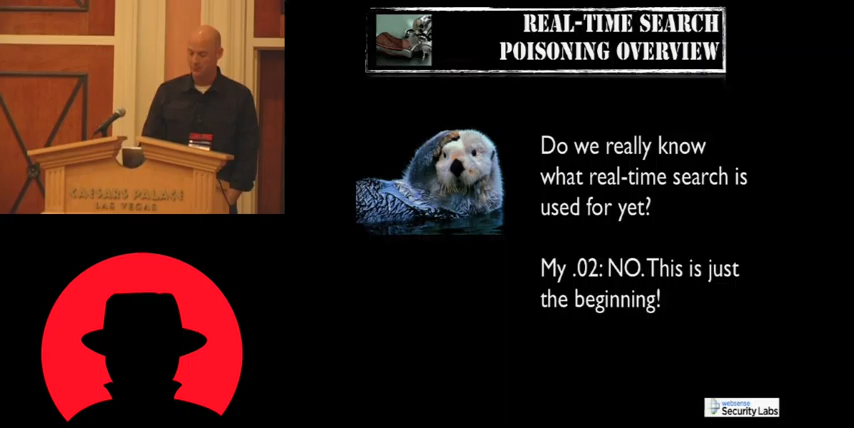 REAL-TIME SEARCH
POISONING OVERVIEW
CAESARS PALACE
LAS VEGAS
Do we really know
what real-time search is
used for yet?
My .02: NO. This is just
the beginning!
websense
Security Labs